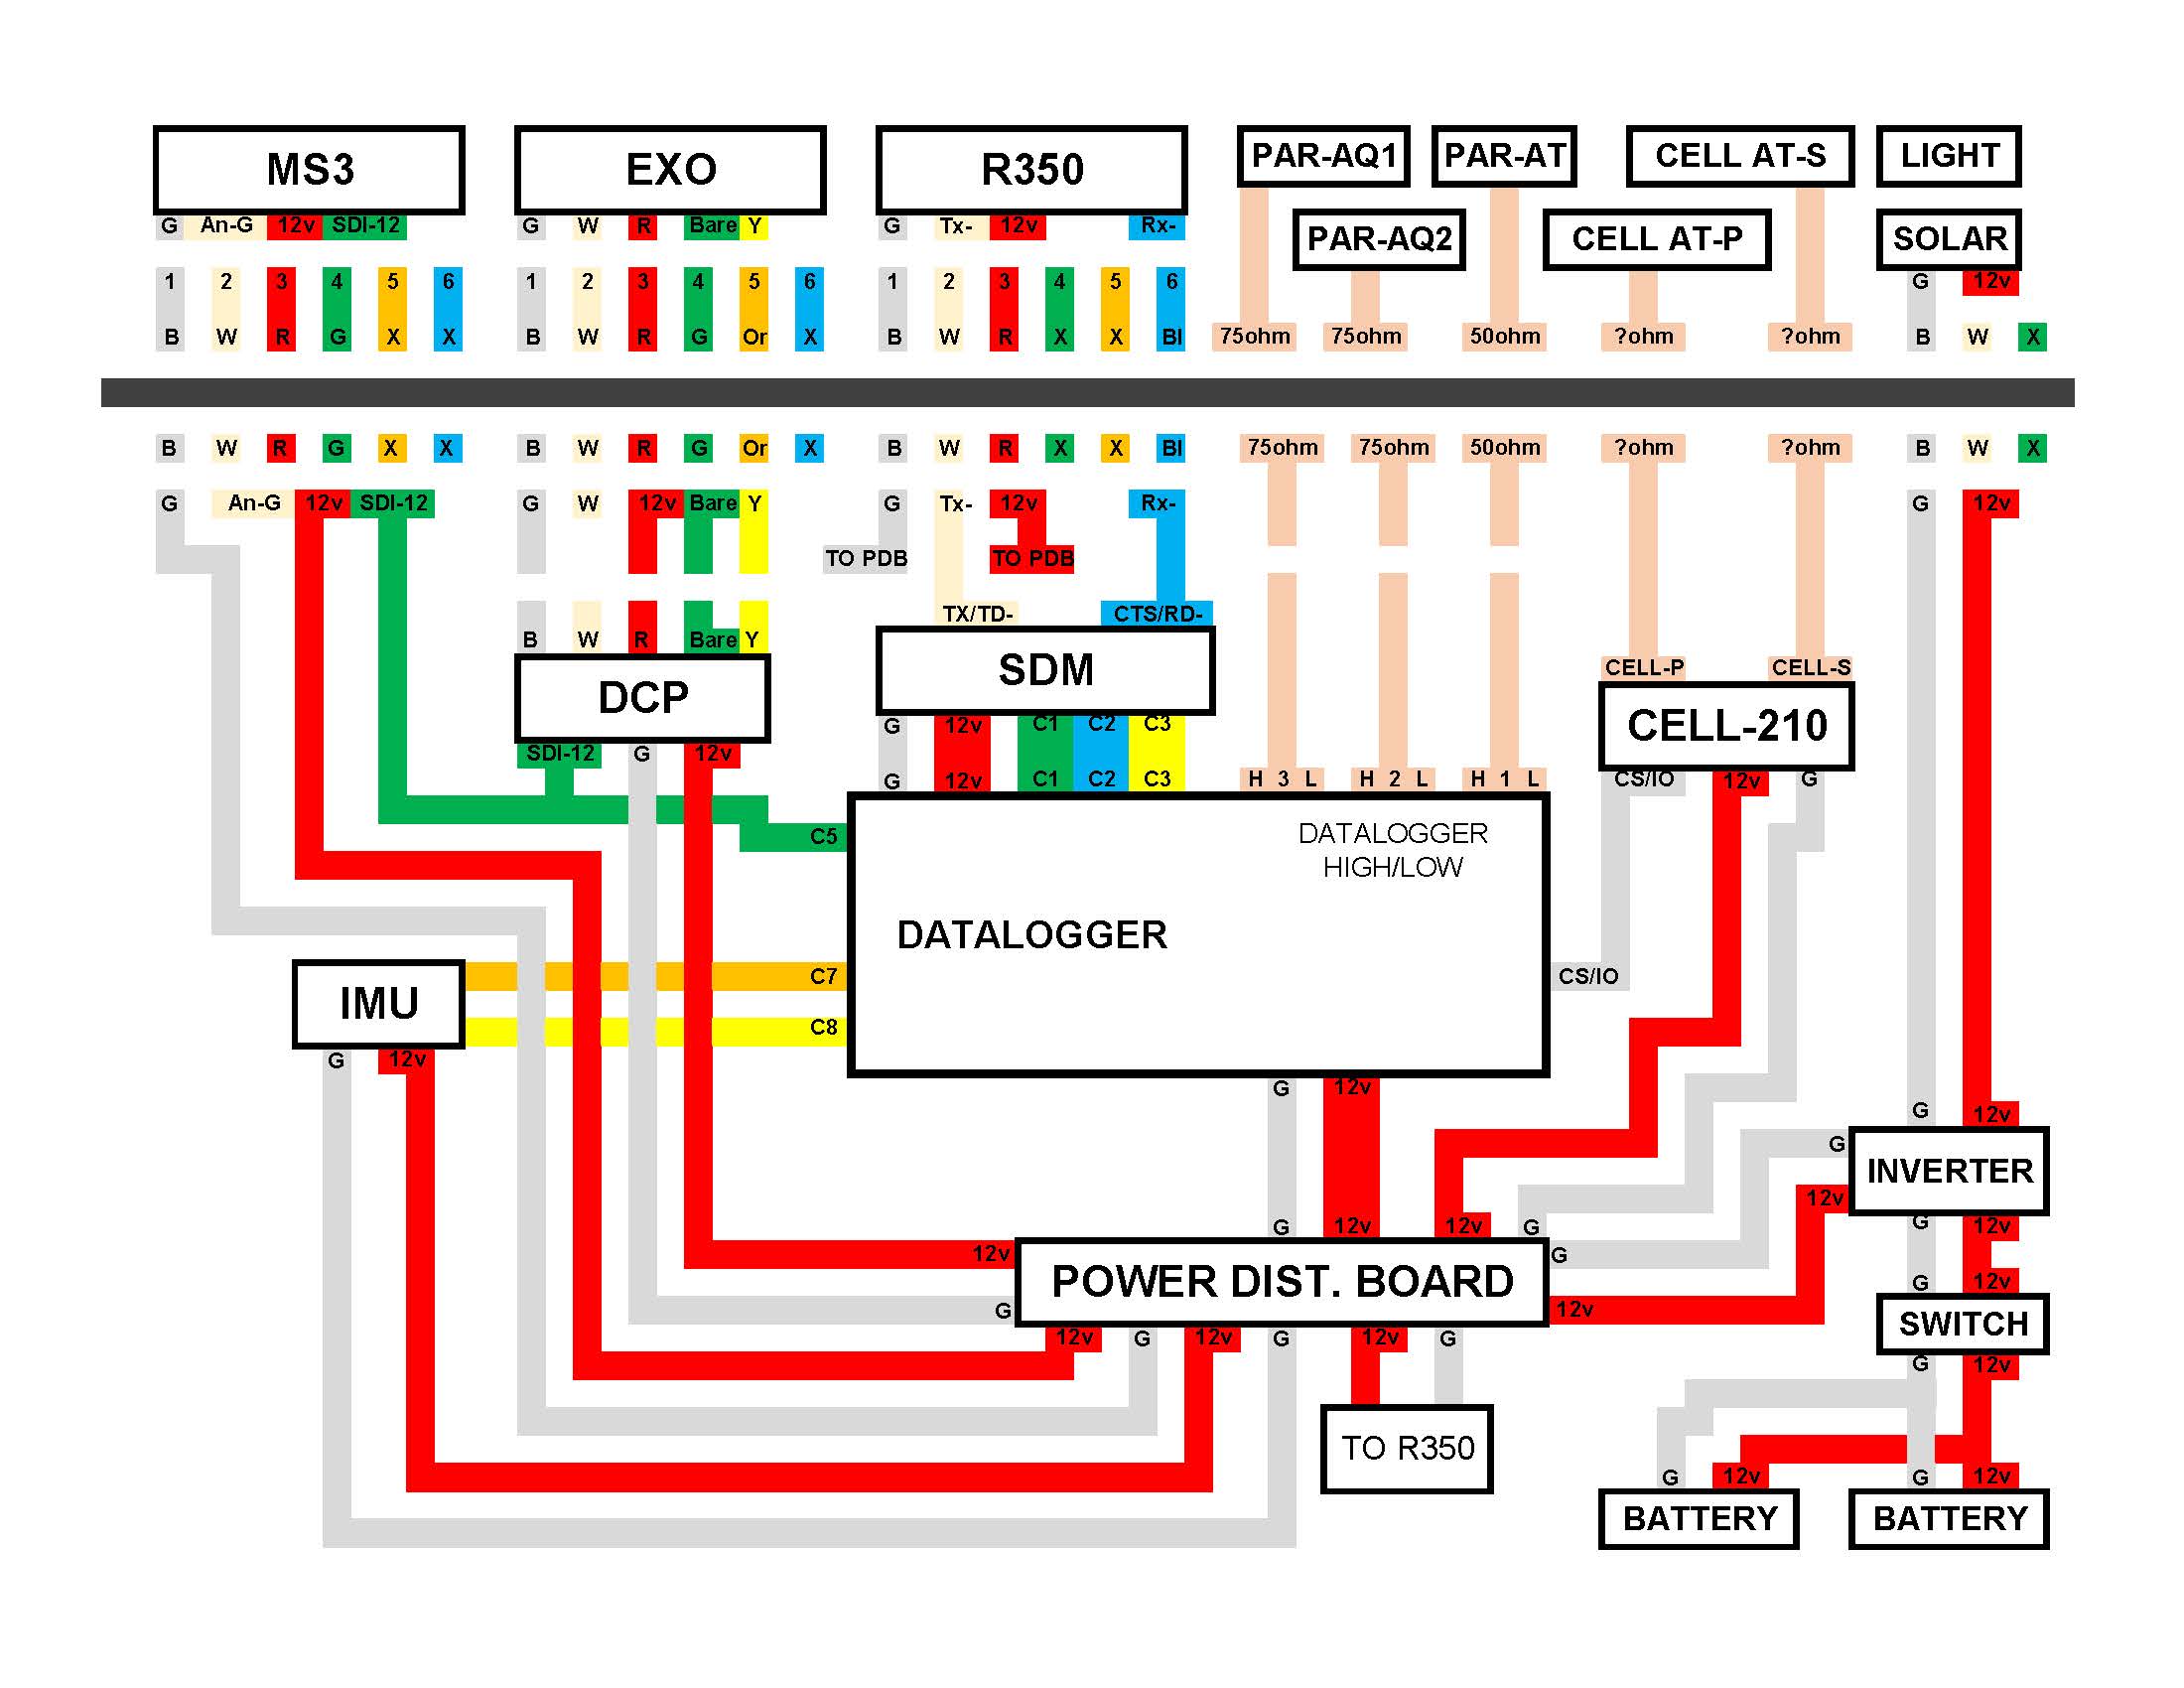 MS3 EXO R350 PAR-AQ1 PAR-AT CELL AT-S LIGHT
G An-G 12v SDI-12 G W R Bare Y G Tx- 12v Rx- PAR-AQ2 CELL AT-P SOLAR
1 2 3 4 5 6 1 2 3 4 5 6 1 2 3 4 5 6 G 12v
B W R G X X B W R G Or X B W R X X Bl 75ohm 75ohm 50ohm ?ohm ?ohm B W X
B W R G X X B W R G Or X B W R X X Bl 75ohm 75ohm 50ohm ?ohm ?ohm B W X
G An-G 12v SDI-12 G W 12v Bare Y G Tx- 12v Rx- G 12v
TO PDB TO PDB
TX/TD- CTS/RD-
B W R Bare Y
SDM CELL-P CELL-S
DCP
G 12v C1 C2 C3 CELL-210
SDI-12 G 12v
G 12v C1 C2 C3 H 3 L H 2 L H 1 L CS/IO 12v G
C5 DATALOGGER
HIGH/LOW
DATALOGGER
C7 CS/IO
IMU
C8
G 12v
G 12v
G 12v
G
INVERTER
12v
G 12v 12v G G 12v
12v G
POWER DIST. BOARD G 12v
G 12v
SWITCH
12v G 12v G 12v G
G 12v
TO R350
G 12v G 12v
BATTERY BATTERY